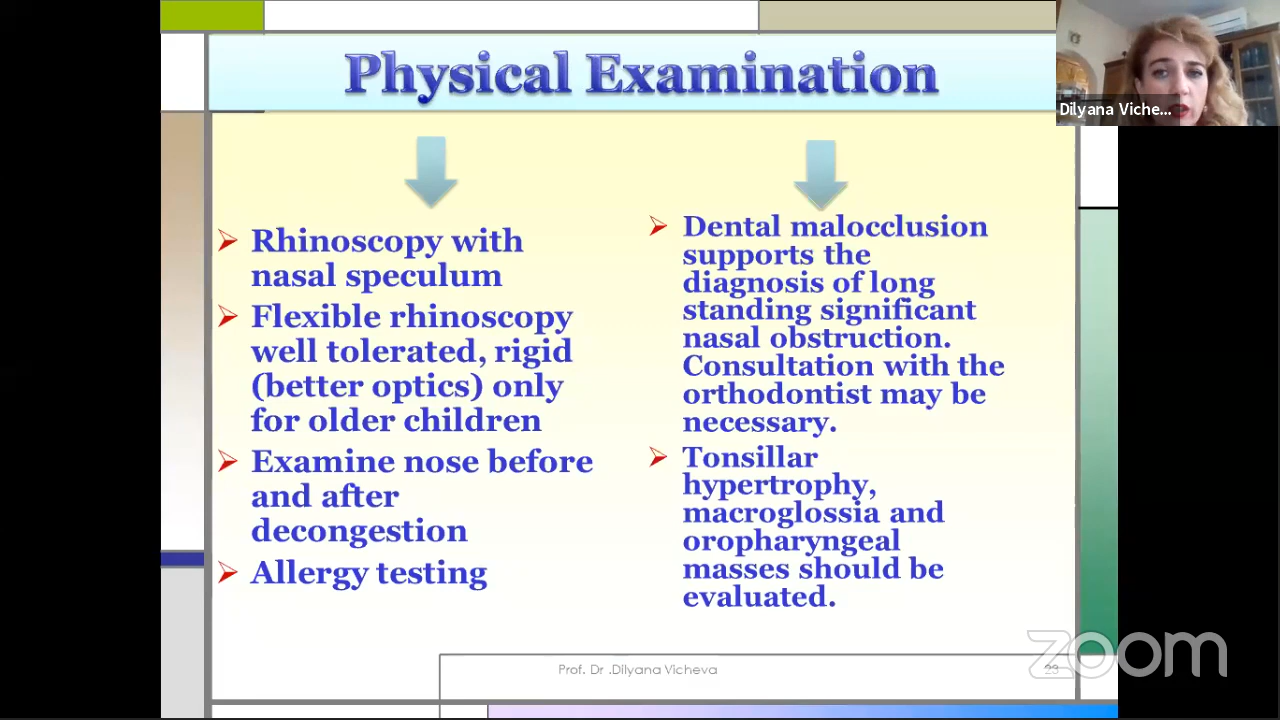 Physical Examination
Dilyana Viche...
Rhinoscopy with
nasal speculum
Flexible rhinoscopy
well tolerated, rigid
(better optics) only
for older children
Examine nose before
and after
decongestion
Allergy testing
Dental malocclusion
supports the
diagnosis of long
standing significant
nasal obstruction.
Consultation with the
orthodontist may be
necessary.
Tonsillar
hypertrophy,
macroglossia and
oropharyngeal
masses should be
evaluated.
Prof. Dr .Dilyana Vicheva
zoom